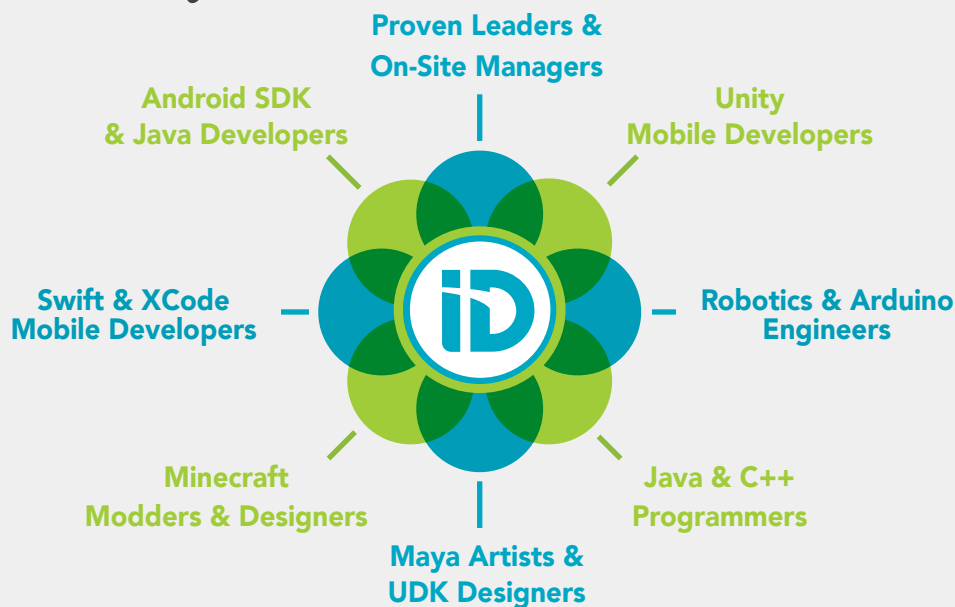 Proven Leaders &
On-Site Managers
Android SDK
& Java Developers
Unity
Mobile Developers
iD
Swift & XCode
Mobile Developers
Robotics & Arduino
Engineers
Minecraft
Modders & Designers
Java & C++
Programmers
Maya Artists &
UDK Designers